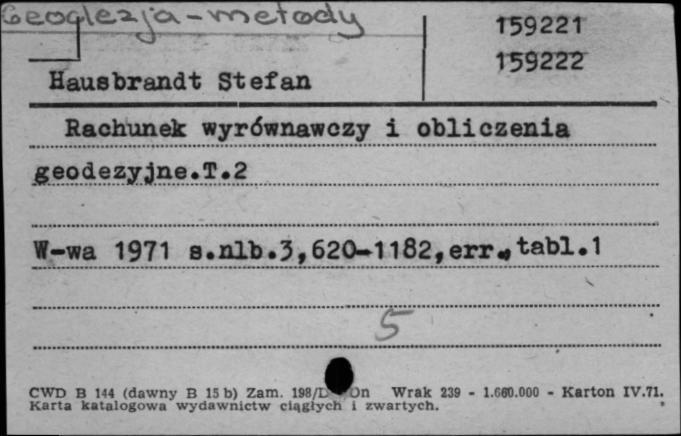 Geodezja - metody
159221
159222
Hausbrandt Stefan
Rachunek wyrównawczy i obliczenia
geodezyjne.T.2
W-wa 1971 s.nlb.3,620-1182,err., tabl.1
5
CWD B 144 (dawny B 15 b) Zam. 198/D On Wrak 239 - 1.660.000 - Karton IV.71.
Karta katalogowa wydawnictw ciągłych i zwartych.